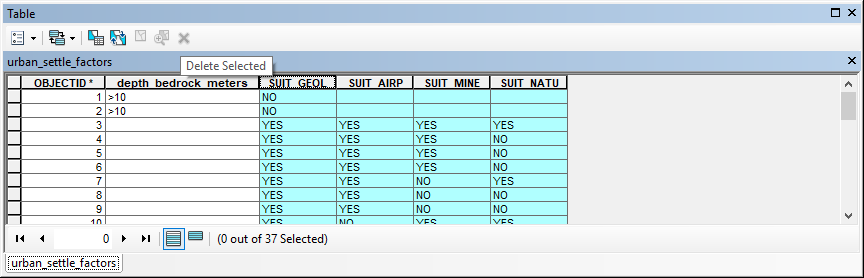 Table
urban_settle_factors
Delete Selected
OBJECTID * depth_bedrock_meters SUIT_GEOL SUIT_AIRP SUIT_MINE SUIT_NATU
1 >10 NO
2 >10 NO
3 YES YES YES YES
4 YES YES YES NO
5 YES YES YES NO
6 YES YES YES NO
7 YES YES NO YES
8 YES YES NO NO
9 YES YES NO NO
10 YES NO YES YES
0 (0 out of 37 Selected)
urban_settle_factors